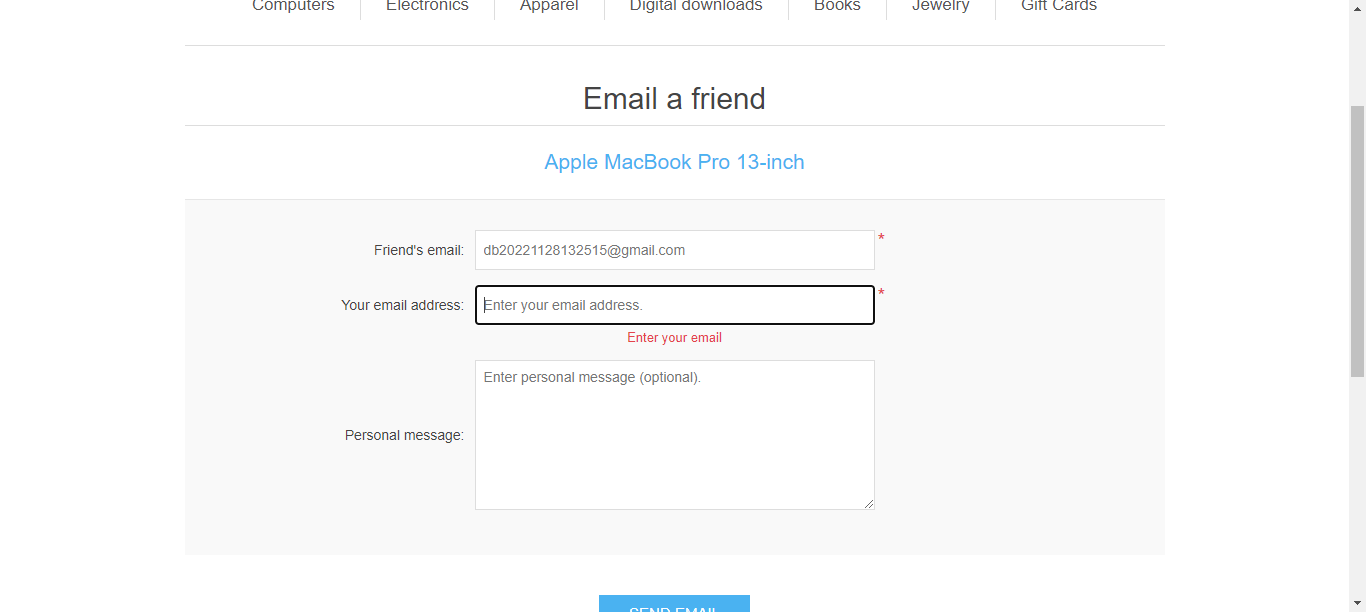 Computers Electronics Apparel Digital downloads Books Jewelry Gift Cards
Email a friend
Apple MacBook Pro 13-inch
Friend's email: db20221128132515@gmail.com *
Your email address: Enter your email address. *
Enter your email
Enter personal message (optional).
Personal message:
SEND EMAIL